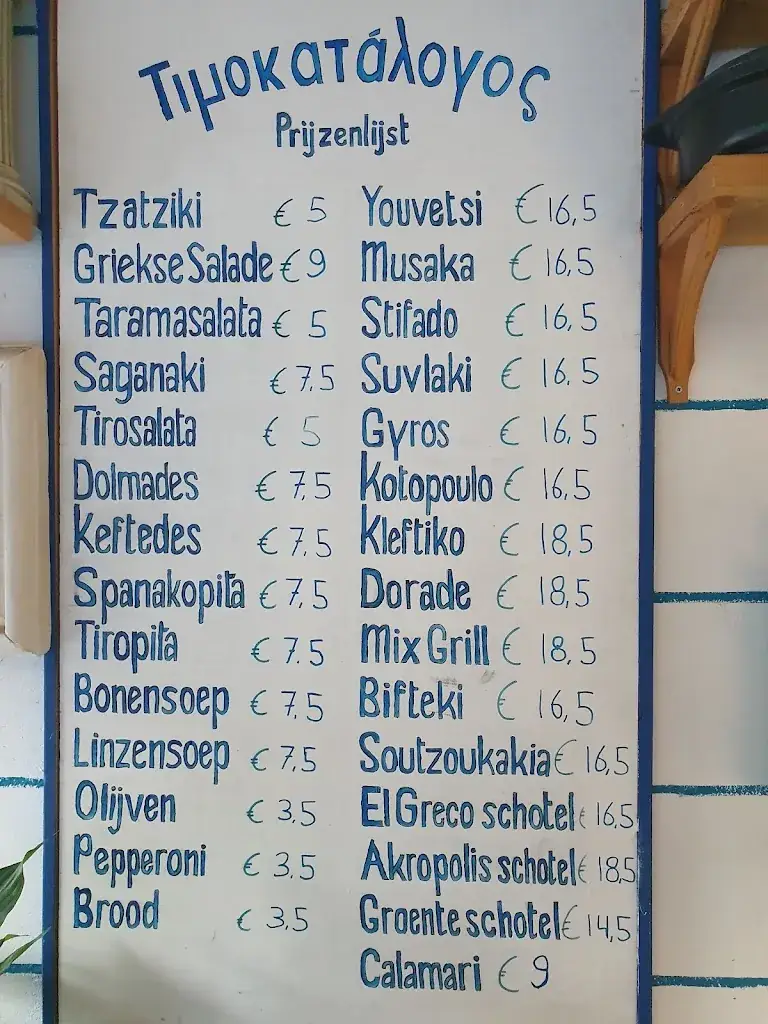 Τιμοκατάλογος
Prijzenlijst
Tzatziki € 5
Griekse Salade € 9
Taramasalata € 5
Saganaki € 7,5
Tirosalata € 5
Dolmades € 7,5
Keftedes € 7,5
Spanakopita € 7,5
Tiropita € 7.5
Bonensoep € 7,5
Linzensoep € 7,5
Olijven € 3,5
Pepperoni € 3,5
Brood € 3,5
Youvetsi € 16,5
Musaka € 16,5
Stifado € 16,5
Suvlaki € 16.5
Gyros € 16,5
Kotopoulo € 16,5
Kleftiko € 18,5
Dorade € 18,5
Mix Grill € 18,5
Bifteki € 16,5
Soutzoukakia € 16,5
El Greco schotel € 16,5
Akropolis schotel € 18,5
Groente schotel € 14,5
Calamari € 9